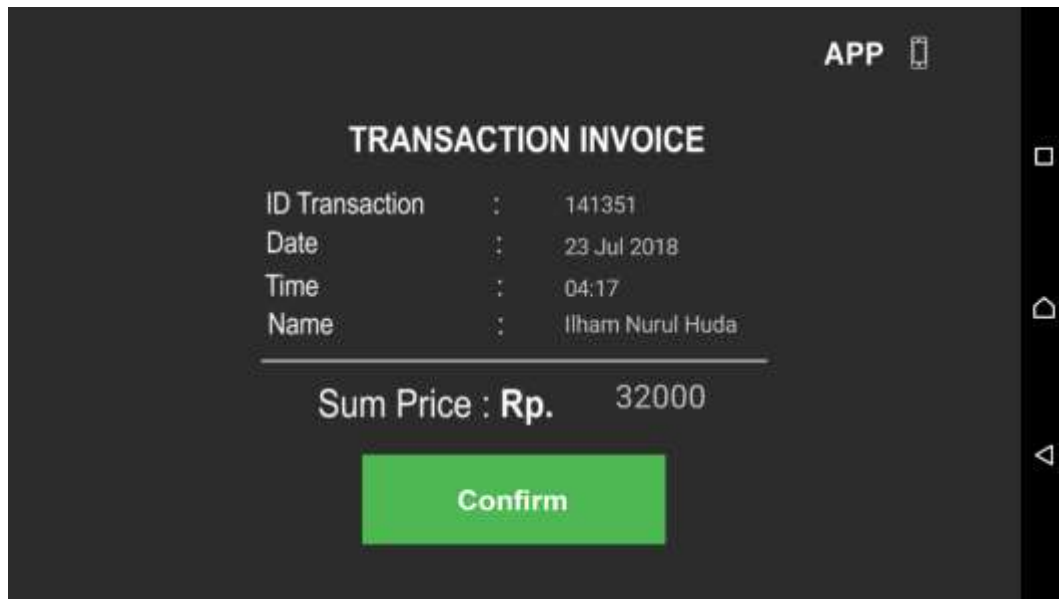 APP
TRANSACTION INVOICE
ID Transaction : 141351
Date : 23 Jul 2018
Time : 04:17
Name : Ilham Nurul Huda
Sum Price : Rp. 32000
Confirm